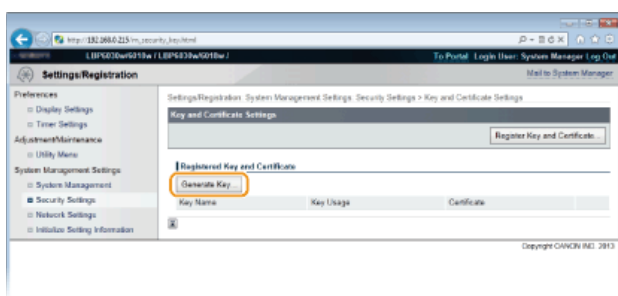 http://192.168.0.215/m_security_key.html
LBP6030w/6018w / LBP6030w/6018w /
To Portal Login User: System Manager Log Out
Settings/Registration
Mail to System Manager
Preferences
Display Settings
Timer Settings
Adjustment/Maintenance
Utility Menu
System Management Settings
System Management
Security Settings
Network Settings
Initialize Setting Information
Settings/Registration: System Management Settings: Security Settings > Key and Certificate Settings
Key and Certificate Settings
Register Key and Certificate...
Registered Key and Certificate
Generate Key...
Key Name Key Usage Certificate
Copyright CANON INC. 2013